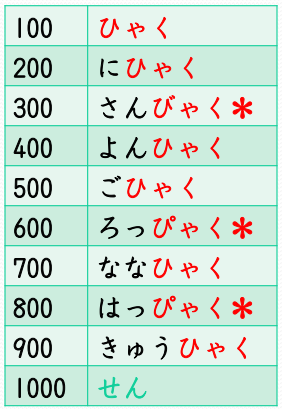 100 ひゃく
200 にひゃく
300 さんびゃく*
400 よんひゃく
500 ごひゃく
600 ろっぴゃく*
700 ななひゃく
800 はっぴゃく*
900 きゅうひゃく
1000 せん